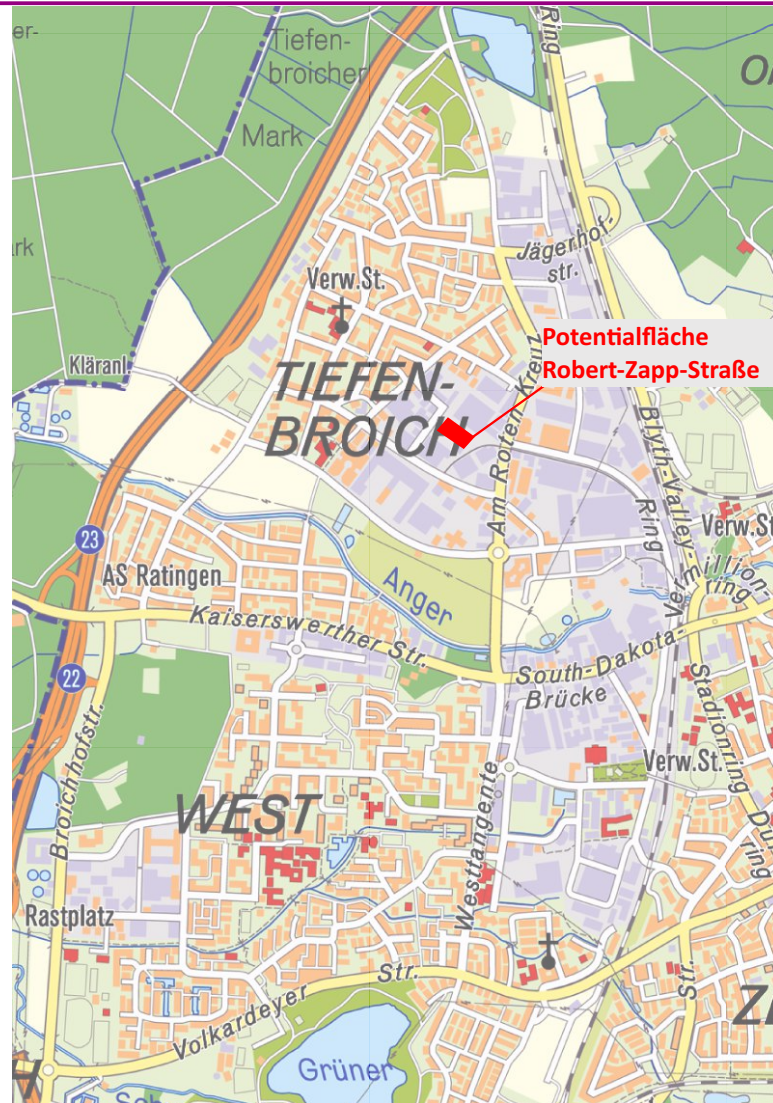 Tiefen-
broicher
Mark
Ring
Jägerhof-
str.
Verw.St.
Kläranl.
TIEFEN-
BROICH
Potentialfläche
Robert-Zapp-Straße
Am Roten Kreuz
Blyth-Valley-
Ring
Verw.St
23
AS Ratingen
Anger
Vermillion-
ring
Kaiserswerther Str.
South-Dakota-
Brücke
22
Broichhofstr.
Stadionring
Verw.St.
WEST
Westtangente
Rastplatz
Str.
Volkardeyer
Str.
Grüner